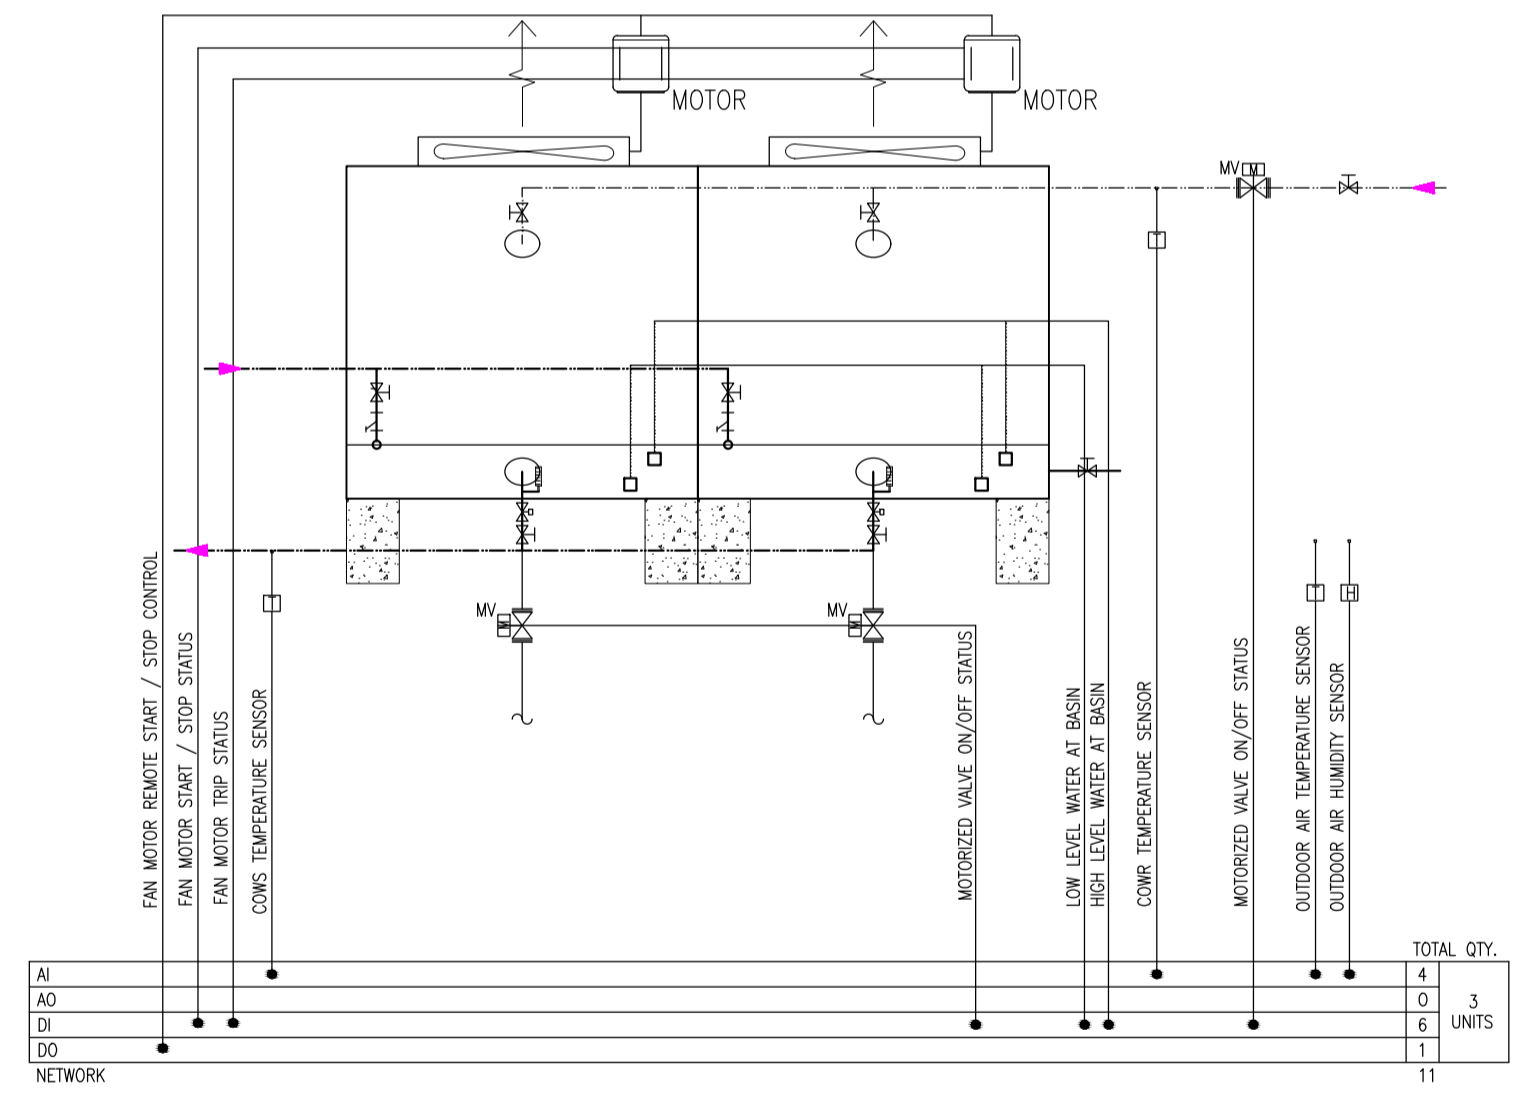 MOTOR
MOTOR
MV
M
MV
M
MV
M
H
FAN MOTOR REMOTE START / STOP CONTROL
FAN MOTOR START / STOP STATUS
FAN MOTOR TRIP STATUS
COWS TEMPERATURE SENSOR
MOTORIZED VALVE ON/OFF STATUS
LOW LEVEL WATER AT BASIN
HIGH LEVEL WATER AT BASIN
COWR TEMPERATURE SENSOR
MOTORIZED VALVE ON/OFF STATUS
OUTDOOR AIR TEMPERATURE SENSOR
OUTDOOR AIR HUMIDITY SENSOR
TOTAL QTY.
AI 4
AO 0
DI 6
DO 1
3
UNITS
NETWORK 11